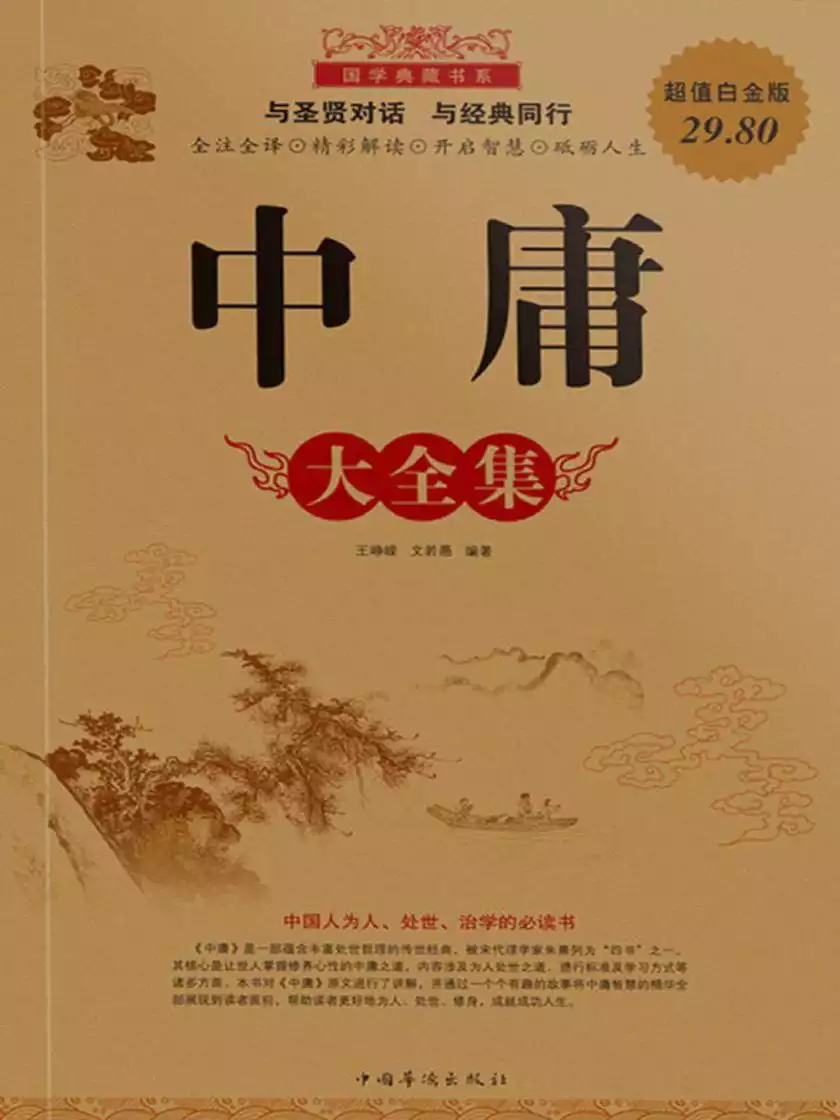 国学典藏书系
与圣贤对话 与经典同行
全注全译⊙精彩解读⊙开启智慧⊙砥砺人生
超值白金版
29.80
中庸
大全集
王峥嵘 文若愚 编著
中国人为人、处世、治学的必读书
《中庸》是一部蕴含丰富处世哲理的传世经典，被宋代理学家朱熹列为“四书”之一。
其核心是让世人掌握修养心性的中庸之道，内容涉及为人处世之道、德行标准及学习方式等
诸多方面。本书对《中庸》原文进行了讲解，并通过一个个有趣的故事将中庸智慧的精华全
部展现到读者面前，帮助读者更好地为人、处世、修身，成就成功人生。
中国华侨出版社